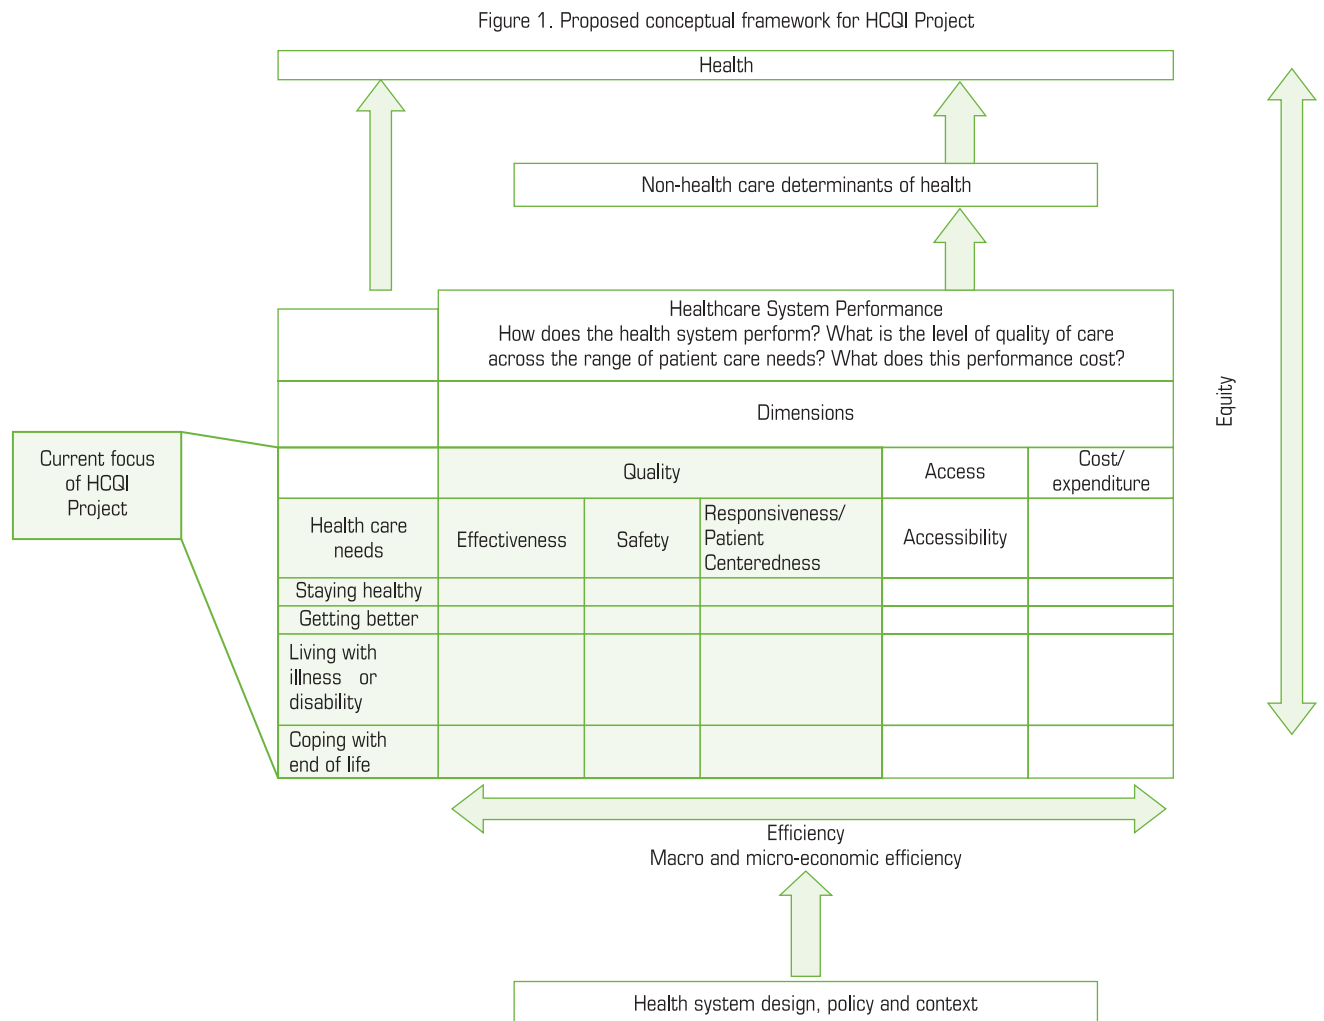 Figure 1. Proposed conceptual framework for HCQI Project
Health
Non-health care determinants of health
Healthcare System Performance
How does the health system perform? What is the level of quality of care
across the range of patient care needs? What does this performance cost?
Dimensions
Equity
Current focus
of HCQI
Project
Quality
Access
Cost/
expenditure
Health care
needs
Effectiveness
Safety
Responsiveness/
Patient
Centeredness
Accessibility
Staying healthy
Getting better
Living with
illness or
disability
Coping with
end of life
Efficiency
Macro and micro-economic efficiency
Health system design, policy and context